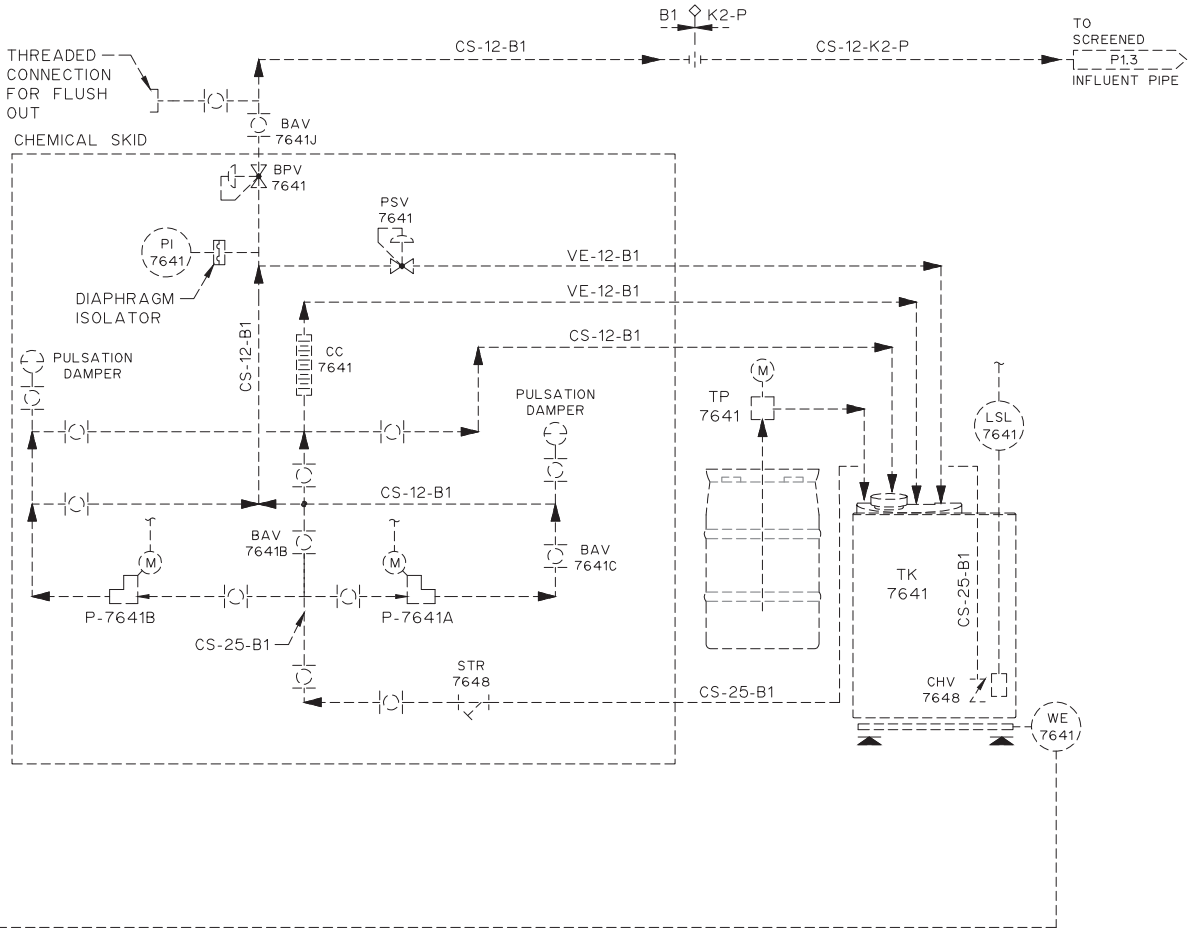 B1 K2-P
TO
SCREENED
P1.3
INFLUENT PIPE
CS-12-B1
CS-12-K2-P
THREADED
CONNECTION
FOR FLUSH
OUT
BAV
7641J
CHEMICAL SKID
BPV
7641
PSV
7641
PI
7641
VE-12-B1
DIAPHRAGM
ISOLATOR
VE-12-B1
CS-12-B1
CS-12-B1
PULSATION
DAMPER
CC
7641
PULSATION
DAMPER
M
TP
7641
LSL
7641
CS-12-B1
BAV
7641B
BAV
7641C
M
M
P-7641B
P-7641A
TK
7641
CS-25-B1
CS-25-B1
STR
7648
CS-25-B1
CHV
7648
WE
7641